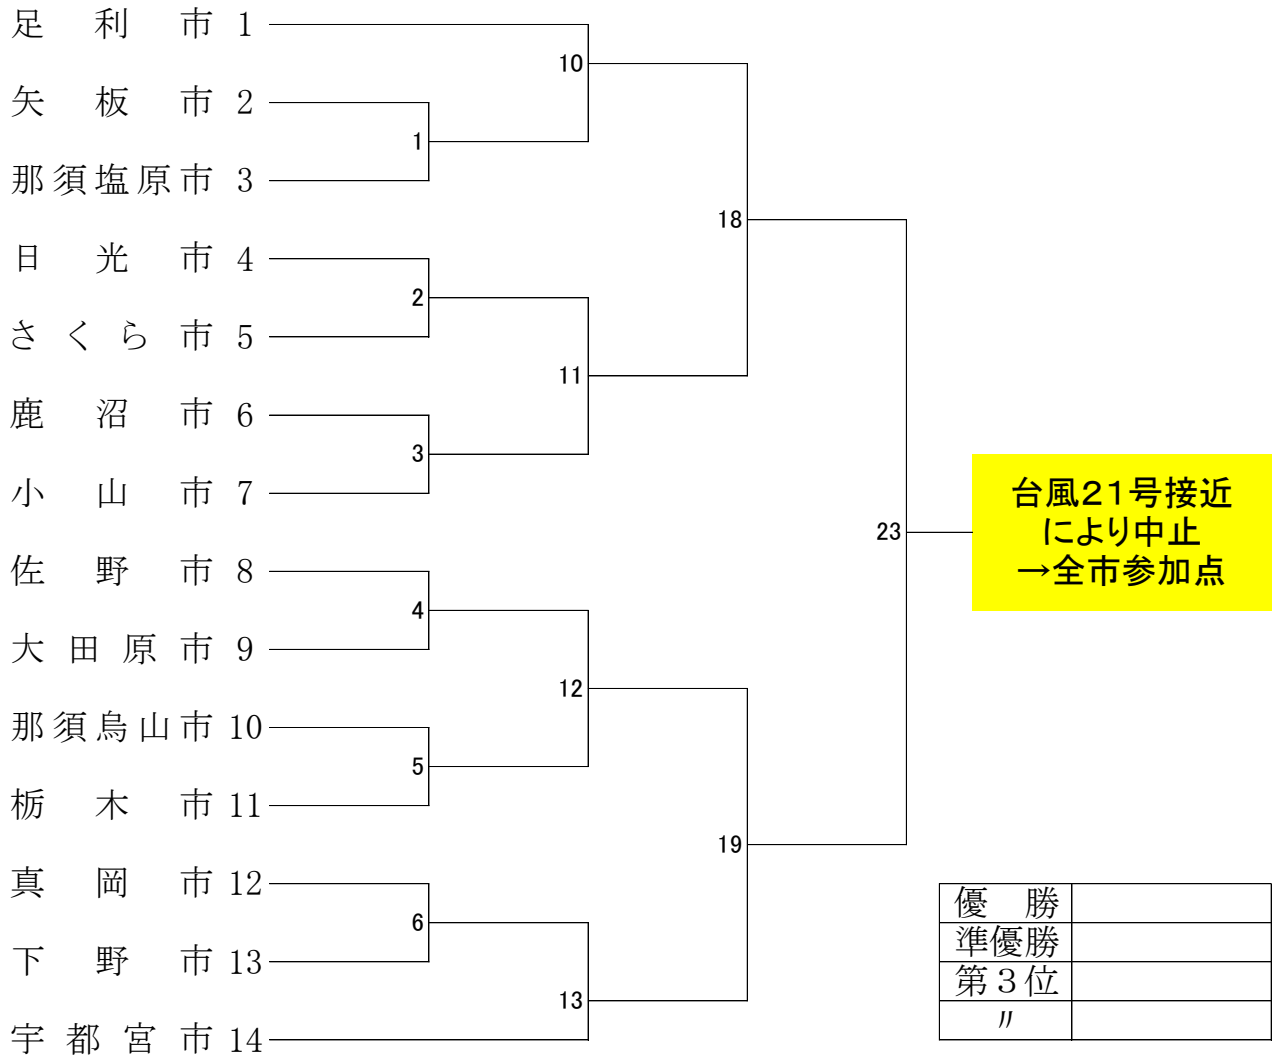 足利市 1
10
矢板市 2
1
那須塩原市 3
18
日光市 4
2
さくら市 5
11
鹿沼市 6
3
小山市 7
台風21号接近
により中止
→全市参加点
23
佐野市 8
4
大田原市 9
12
那須烏山市 10
5
栃木市 11
19
真岡市 12
6
下野市 13
13
宇都宮市 14
優勝
準優勝
第3位
〃